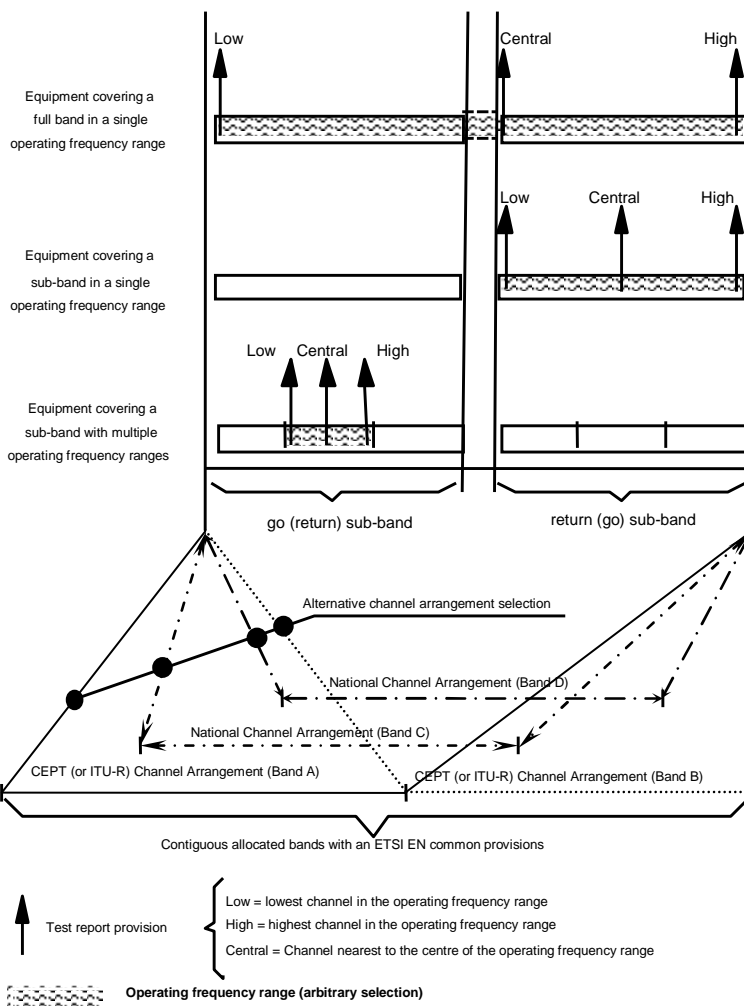 Low
Central
High
Equipment covering a
full band in a single
operating frequency range
Low
Central
High
Equipment covering a
sub-band in a single
operating frequency range
Low
Central
High
Equipment covering a
sub-band with multiple
operating frequency ranges
go (return) sub-band
return (go) sub-band
Alternative channel arrangement selection
National Channel Arrangement (Band D)
National Channel Arrangement (Band C)
CEPT (or ITU-R) Channel Arrangement (Band A)
CEPT (or ITU-R) Channel Arrangement (Band B)
Contiguous allocated bands with an ETSI EN common provisions
Test report provision
Low = lowest channel in the operating frequency range
High = highest channel in the operating frequency range
Central = Channel nearest to the centre of the operating frequency range
Operating frequency range (arbitrary selection)